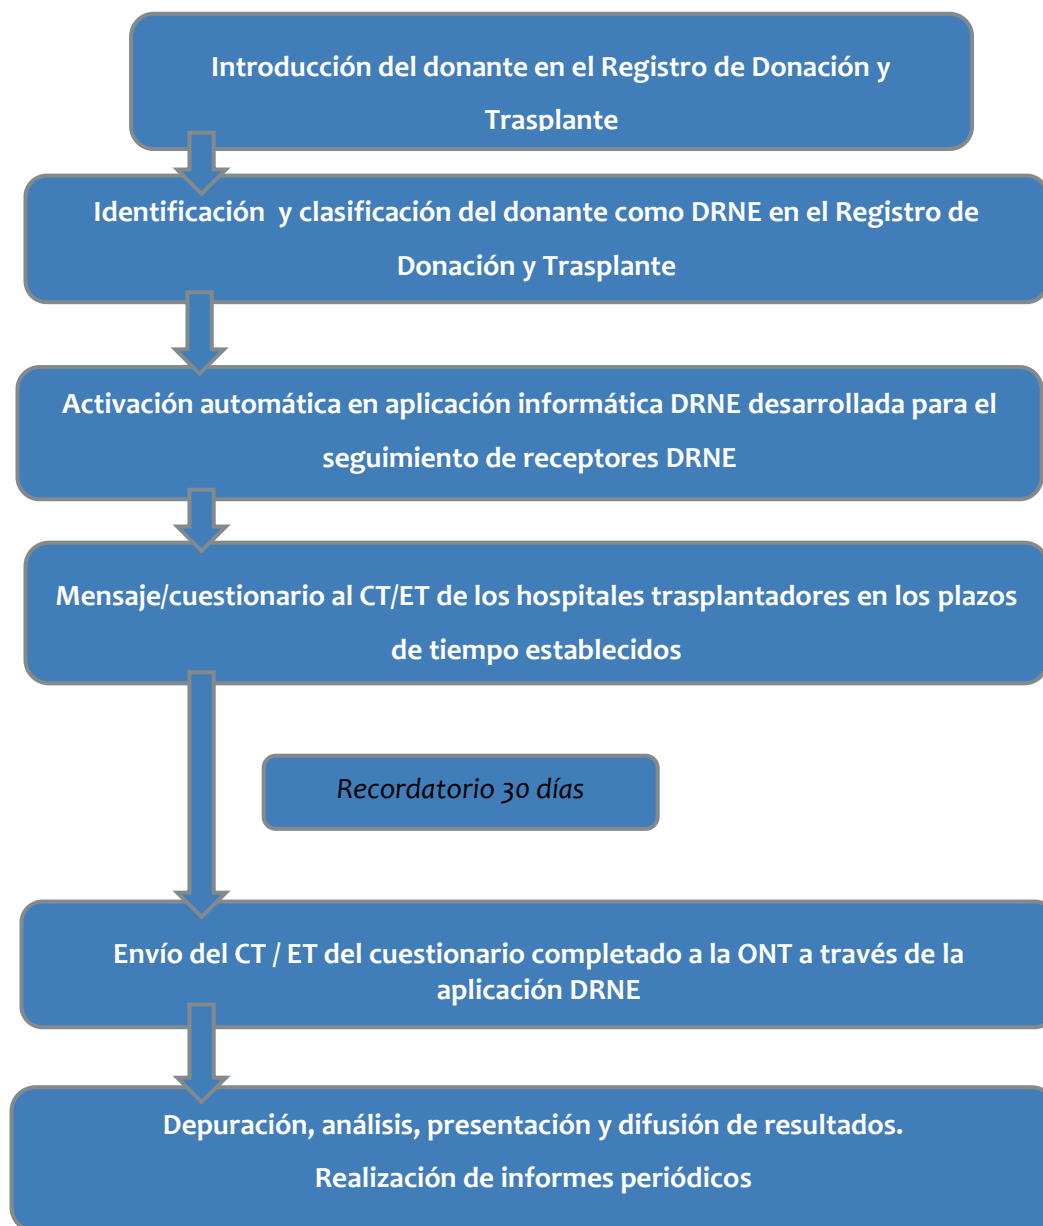 Introducción del donante en el Registro de Donación y
Trasplante
Identificación y clasificación del donante como DRNE en el Registro de
Donación y Trasplante
Activación automática en aplicación informática DRNE desarrollada para el
seguimiento de receptores DRNE
Mensaje/cuestionario al CT/ET de los hospitales trasplantadores en los plazos
de tiempo establecidos
Recordatorio 30 días
Envío del CT / ET del cuestionario completado a la ONT a través de la
aplicación DRNE
Depuración, análisis, presentación y difusión de resultados.
Realización de informes periódicos